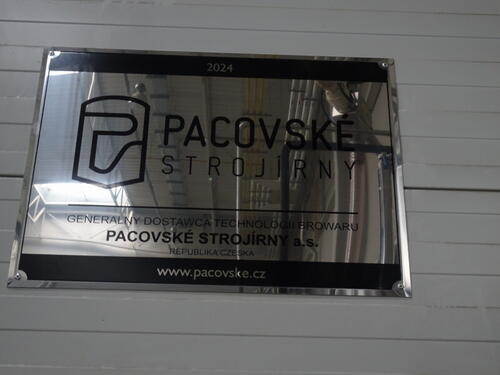 2024
PACOVSKÉ
STROJÍRNY
GENERALNY DOSTAWCA TECHNOLOGII BROWARU
PACOVSKÉ STROJÍRNY a.s.
REPUBLIKA CZESKA
www.pacovske.cz